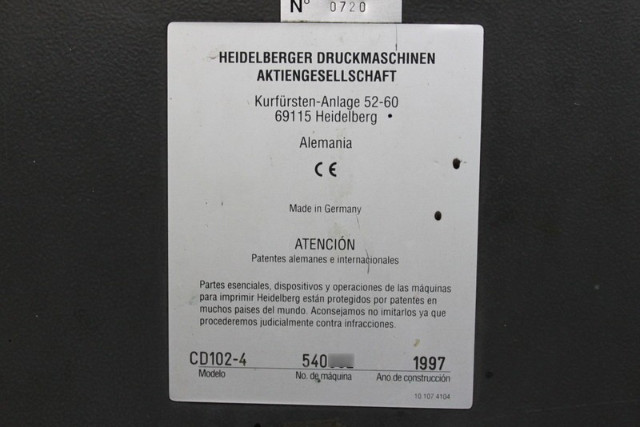 N° 0720
HEIDELBERGER DRUCKMASCHINEN
AKTIENGESELLSCHAFT
Kurfürsten-Anlage 52-60
69115 Heidelberg
Alemania
CE
Made in Germany
ATENCIÓN
Patentes alemanes e internacionales
Partes esenciales, dispositivos y operaciones de las máquinas
para imprimir Heidelberg están protegidos por patentes en
muchos paises del mundo. Aconsejamos no imitarlos ya que
procederemos judicialmente contra infracciones.
CD102-4 540 1997
Modelo No. de máquina Ano de construcción
10 107 4104